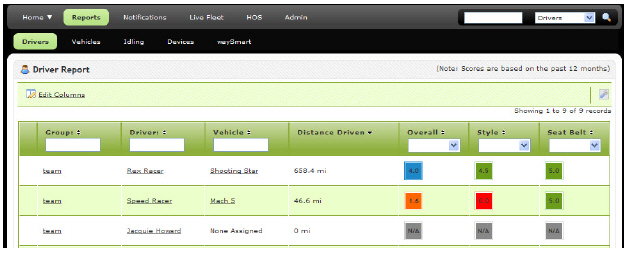 Home ▼ Reports Notifications Live Fleet HOS Admin Drivers
Drivers Vehicles Idling Devices waySmart
Driver Report (Note: Scores are based on the past 12 months)
Edit Columns
Showing 1 to 9 of 9 records
Group: Driver: Vehicle Distance Driven Overall Style Seat Belt
team Rex Racer Shooting Star 658.4 mi 4.0 4.5 5.0
team Speed Racer Mach 5 46.6 mi 1.6 5.0
team Jacquie Howard None Assigned 0 mi N/A N/A N/A